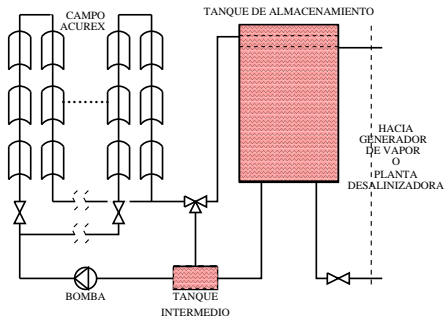 CAMPO
ACUREX
TANQUE DE ALMACENAMIENTO
HACIA
GENERADOR
DE VAPOR
O
PLANTA
DESALINIZADORA
BOMBA
TANQUE
INTERMEDIO